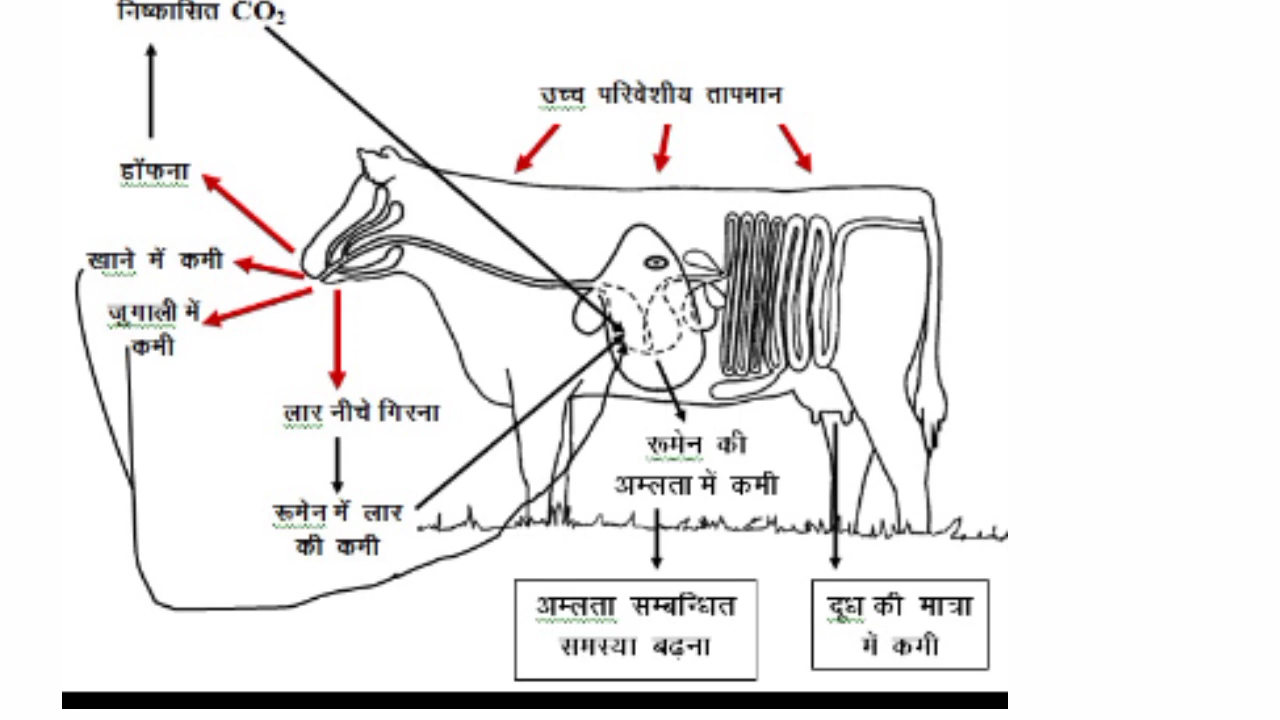 निष्कासित CO₂
उच्च परिवेशीय तापमान
हाँफना
खाने में कमी
जुगाली में
कमी
लार नीचे गिरना
रूमेन में लार
की कमी
रूमेन की
अम्लता में कमी
अम्लता सम्बन्धित
समस्या बढ़ना
दूध की मात्रा
में कमी